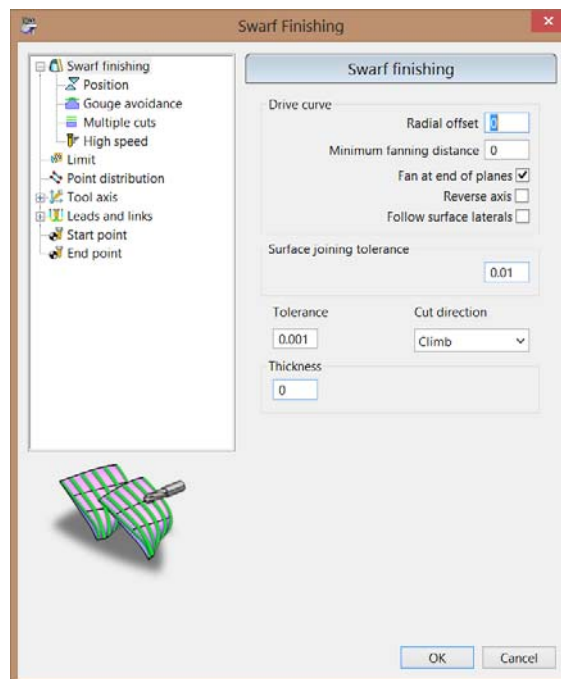 Swarf Finishing
Swarf finishing
Position
Gouge avoidance
Multiple cuts
High speed
Limit
Point distribution
Tool axis
Leads and links
Start point
End point
Swarf finishing
Drive curve
Radial offset 0
Minimum fanning distance 0
Fan at end of planes
Reverse axis
Follow surface laterals
Surface joining tolerance
0.01
Tolerance Cut direction
0.001 Climb
Thickness
0
OK Cancel